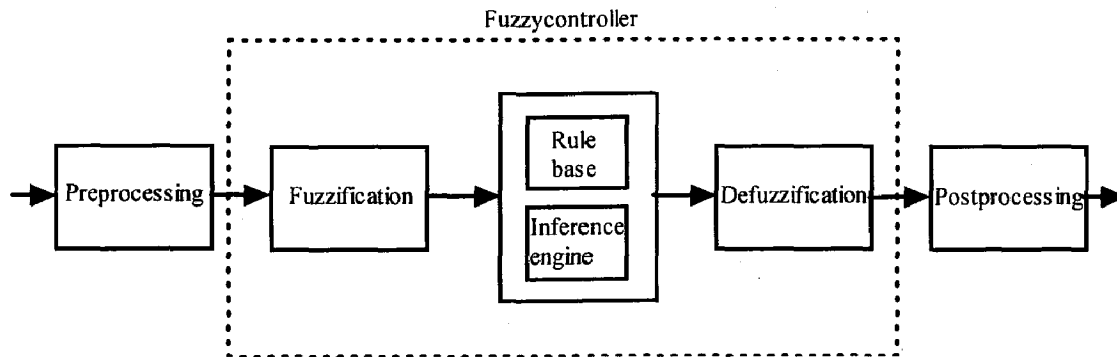 Fuzzycontroller
Preprocessing
Fuzzification
Rule
base
Inference
engine
Defuzzification
Postprocessing